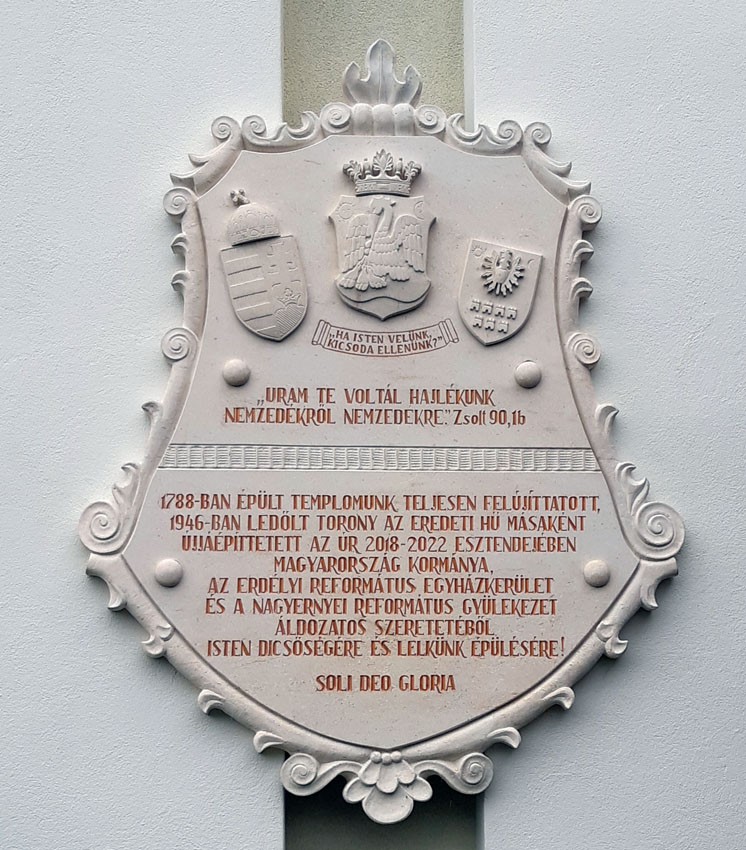 „HA ISTEN VELÜNK,
KICSODA ELLENÜNK?"
„URAM TE VOLTÁL HAJLÉKUNK
NEMZEDÉKRŐL NEMZEDÉKRE." Zsolt 90,1b
1788-BAN ÉPÜLT TEMPLOMUNK TELJESEN FELÚJÍTTATOTT,
1946-BAN LEDŐLT TORONY AZ EREDETI HŰ MÁSAKÉNT
ÚJJÁÉPÍTTETETT AZ ÚR 2018-2022 ESZTENDEJÉBEN
MAGYARORSZÁG KORMÁNYA,
AZ ERDÉLYI REFORMÁTUS EGYHÁZKERÜLET
ÉS A NAGYERNYEI REFORMÁTUS GYÜLEKEZET
ÁLDOZATOS SZERETETÉBŐL
ISTEN DICSŐSÉGÉRE ÉS LELKÜNK ÉPÜLÉSÉRE!
SOLI DEO GLORIA